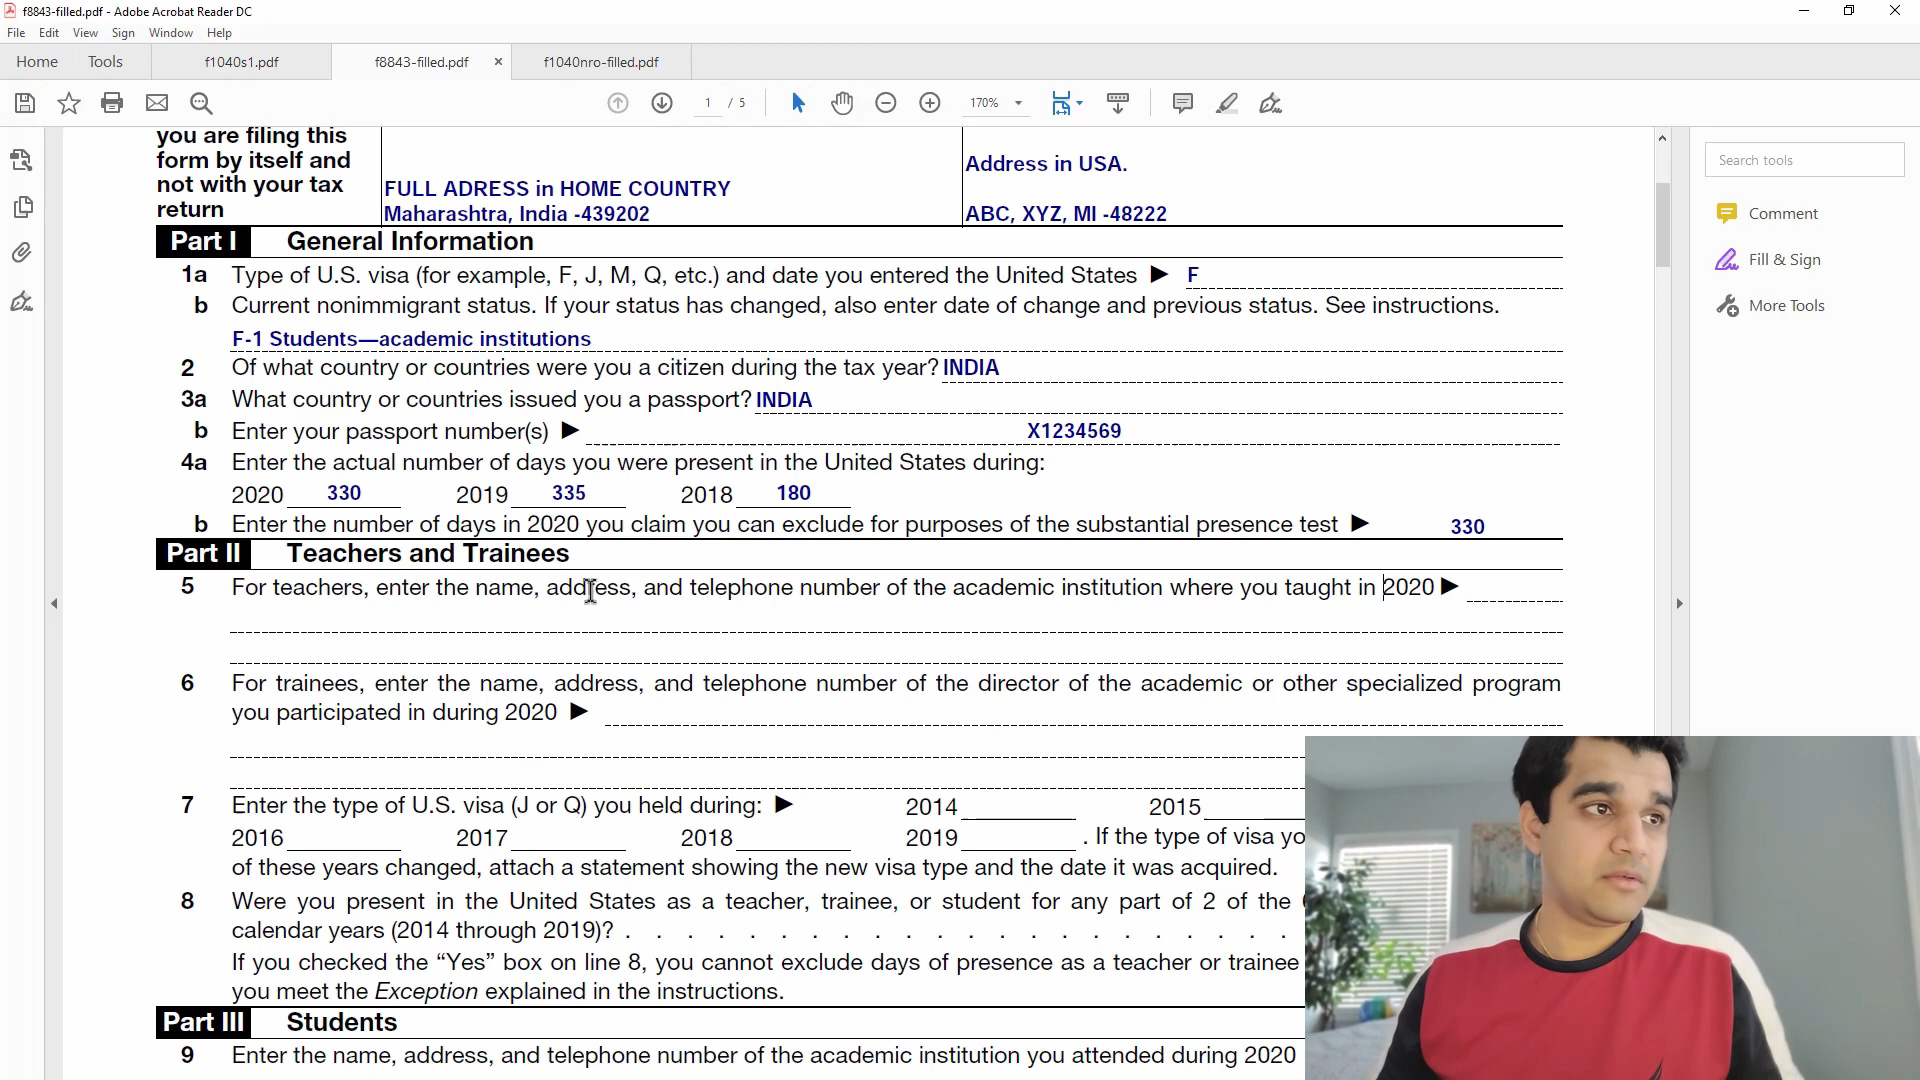 f8843-filled.pdf - Adobe Acrobat Reader DC
File Edit View Sign Window Help
Home Tools f1040s1.pdf f8843-filled.pdf × f1040nro-filled.pdf
1 / 5 170%
you are filing this
form by itself and
not with your tax
return
FULL ADRESS in HOME COUNTRY
Maharashtra, India -439202
Address in USA.
ABC, XYZ, MI -48222
Part I General Information
1a Type of U.S. visa (for example, F, J, M, Q, etc.) and date you entered the United States ▶ F
b Current nonimmigrant status. If your status has changed, also enter date of change and previous status. See instructions.
F-1 Students—academic institutions
2 Of what country or countries were you a citizen during the tax year? INDIA
3a What country or countries issued you a passport? INDIA
b Enter your passport number(s) ▶ X1234569
4a Enter the actual number of days you were present in the United States during:
2020 330 2019 335 2018 180
b Enter the number of days in 2020 you claim you can exclude for purposes of the substantial presence test ▶ 330
Part II Teachers and Trainees
5 For teachers, enter the name, address, and telephone number of the academic institution where you taught in 2020 ▶
6 For trainees, enter the name, address, and telephone number of the director of the academic or other specialized program
you participated in during 2020 ▶
7 Enter the type of U.S. visa (J or Q) you held during: ▶ 2014 2015
2016 2017 2018 2019 . If the type of visa yo
of these years changed, attach a statement showing the new visa type and the date it was acquired.
8 Were you present in the United States as a teacher, trainee, or student for any part of 2 of the
calendar years (2014 through 2019)? . . . . . . . . . . . . . . . . . . .
If you checked the “Yes” box on line 8, you cannot exclude days of presence as a teacher or trainee
you meet the Exception explained in the instructions.
Part III Students
9 Enter the name, address, and telephone number of the academic institution you attended during 2020
Search tools
Comment
Fill & Sign
More Tools